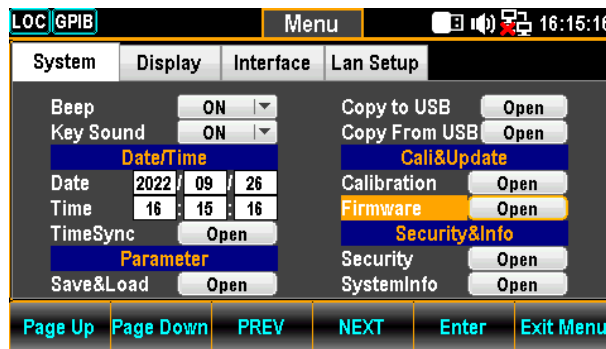 LOC GPIB Menu 16:15:16
System Display Interface Lan Setup
Beep ON
Key Sound ON
Date/Time
Date 2022 / 09 / 26
Time 16 : 15 : 16
TimeSync Open
Parameter
Save&Load Open
Copy to USB Open
Copy From USB Open
Cali&Update
Calibration Open
Firmware Open
Security&Info
Security Open
SystemInfo Open
Page Up Page Down PREV NEXT Enter Exit Menu